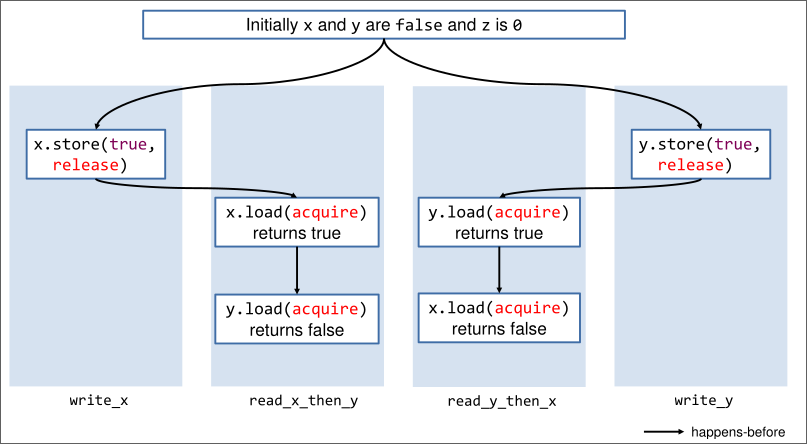 Initially x and y are false and z is 0
x.store(true,
release)
y.store(true,
release)
x.load(acquire)
returns true
y.load(acquire)
returns true
y.load(acquire)
returns false
x.load(acquire)
returns false
write_x
read_x_then_y
read_y_then_x
write_y
happens-before